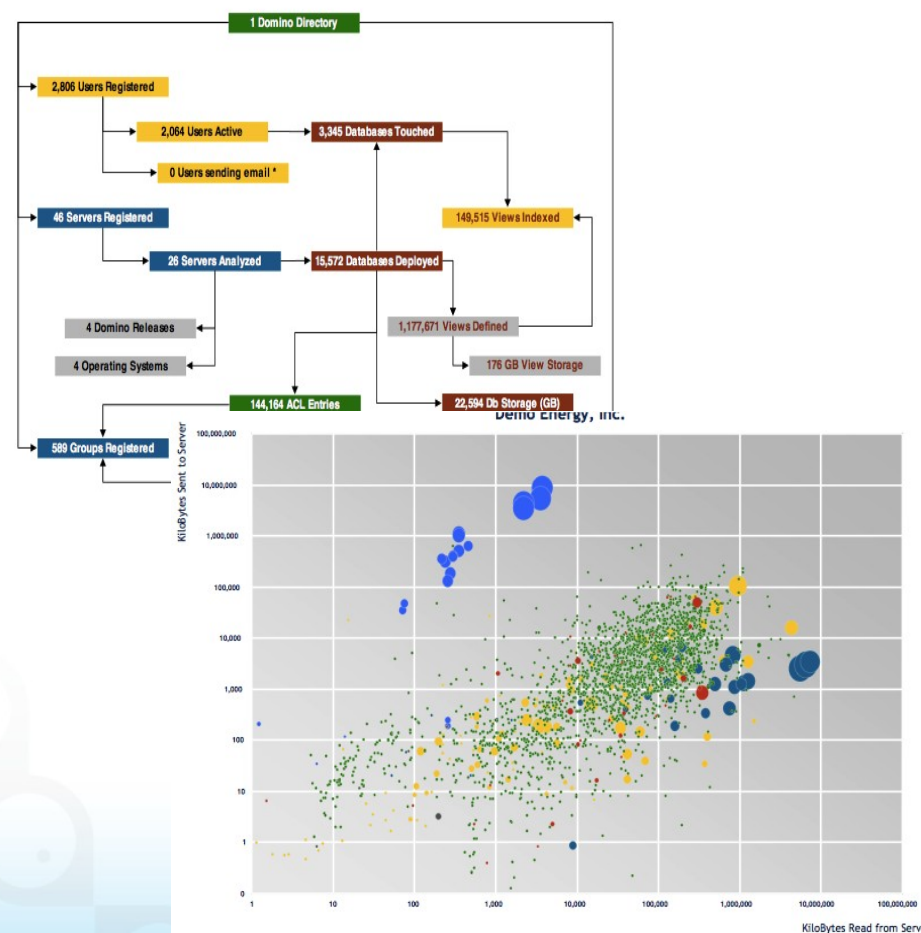 1 Domino Directory
2,806 Users Registered
2,064 Users Active
3,345 Databases Touched
0 Users sending email *
46 Servers Registered
149,515 Views Indexed
26 Servers Analyzed
15,572 Databases Deployed
4 Domino Releases
1,177,671 Views Defined
4 Operating Systems
176 GB View Storage
144,164 ACL Entries
22,594 Db Storage (GB)
589 Groups Registered
Demo Energy, Inc.
KiloBytes Sent to Server
100,000,000
10,000,000
1,000,000
100,000
10,000
1,000
100
10
1
0
1
10
100
1,000
10,000
100,000
1,000,000
10,000,000
100,000,000
KiloBytes Read from Serv